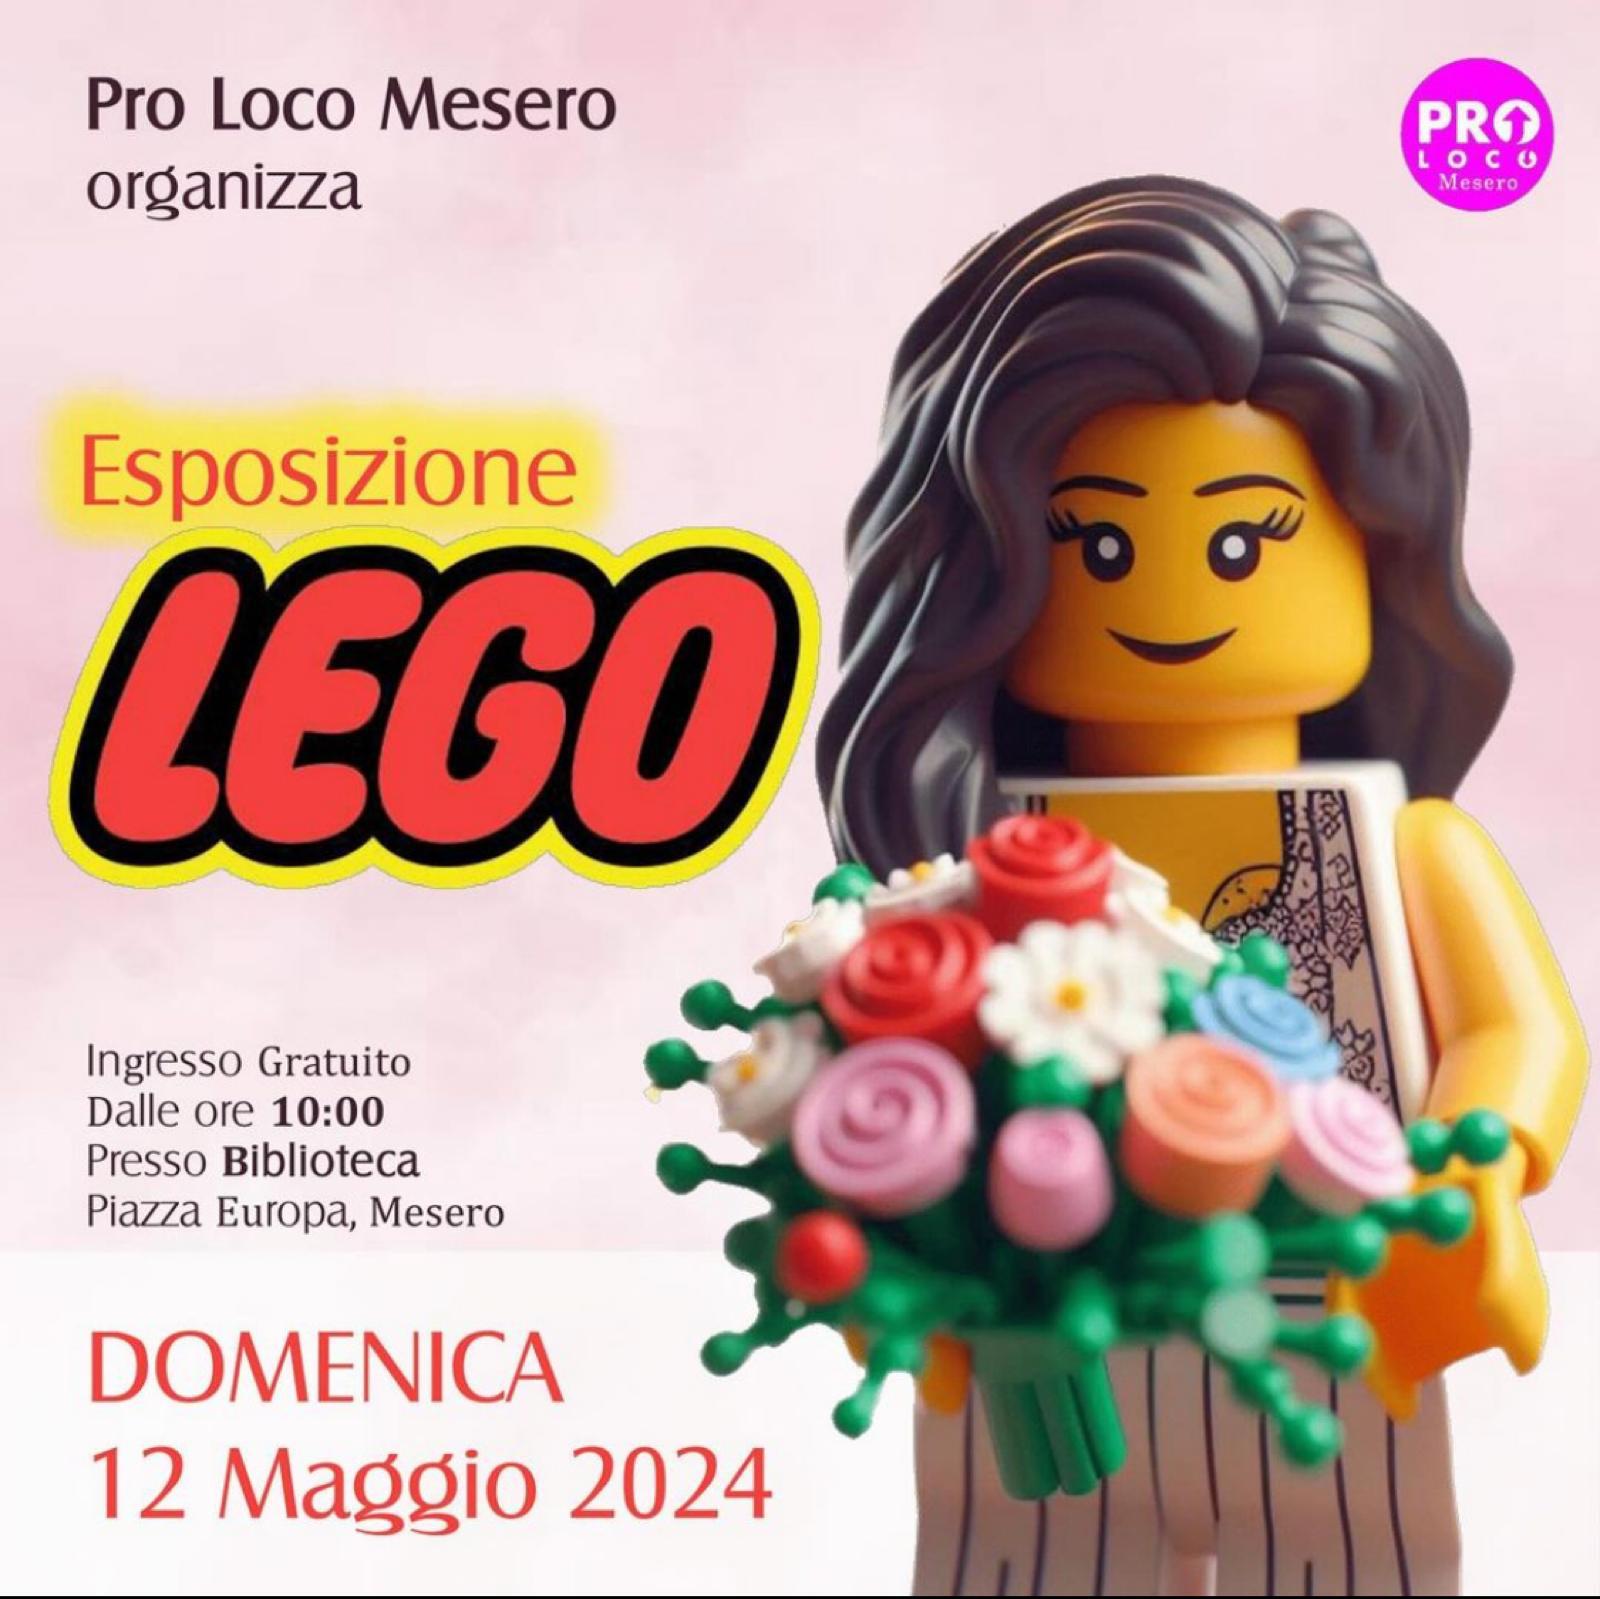 Pro Loco Mesero
organizza
PRO
LOCO
Mesero
Esposizione
LEGO
Ingresso Gratuito
Dalle ore 10:00
Presso Biblioteca
Piazza Europa, Mesero
DOMENICA
12 Maggio 2024